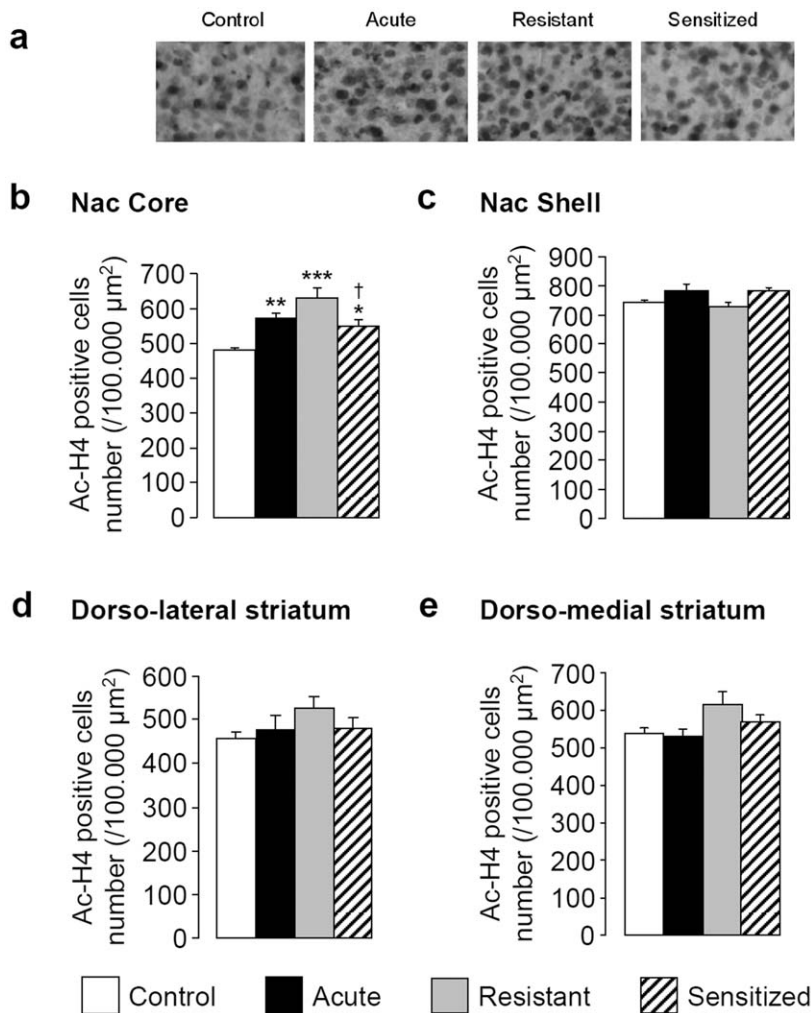 Control Acute Resistant Sensitized
a
b Nac Core
Ac-H4 positive cells
number (/100.000 µm²)
700
600
500
400
300
200
100
0
**
***
†
*
c Nac Shell
Ac-H4 positive cells
number (/100.000 µm²)
900
800
700
600
500
400
300
200
100
0
d Dorso-lateral striatum
Ac-H4 positive cells
number (/100.000 µm²)
600
500
400
300
200
100
0
e Dorso-medial striatum
Ac-H4 positive cells
number (/100.000 µm²)
700
600
500
400
300
200
100
0
Control Acute Resistant Sensitized